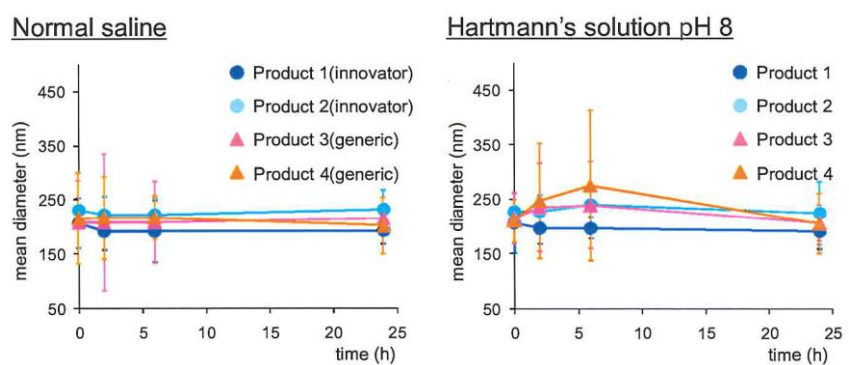 Normal saline
Product 1(innovator)
Product 2(innovator)
Product 3(generic)
Product 4(generic)
mean diameter (nm)
450
350
250
150
50
0 5 10 15 20 25
time (h)
Hartmann's solution pH 8
Product 1
Product 2
Product 3
Product 4
mean diameter (nm)
450
350
250
150
50
0 5 10 15 20 25
time (h)